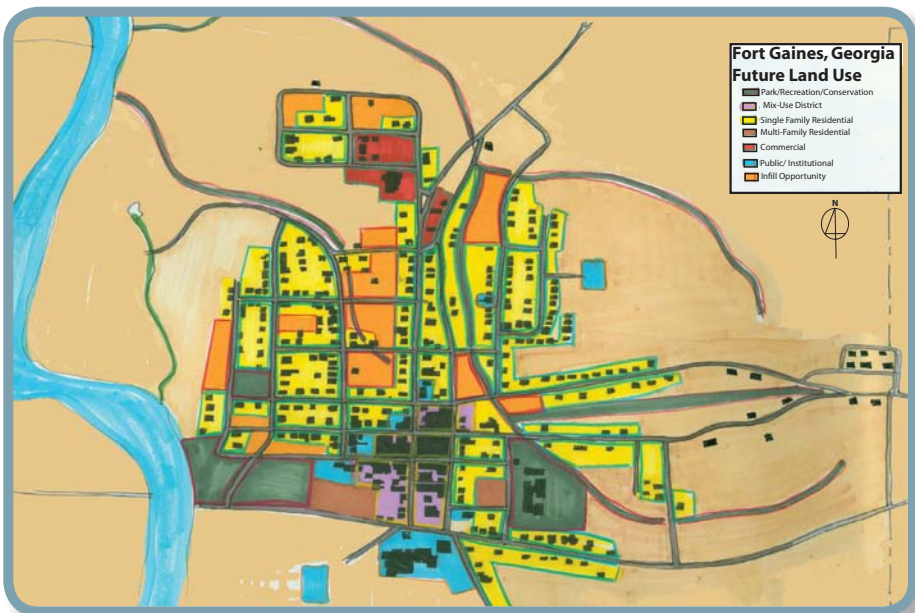 Fort Gaines, Georgia
Future Land Use
Park/Recreation/Conservation
Mix-Use District
Single Family Residential
Multi-Family Residential
Commercial
Public/ Institutional
Infill Opportunity
N